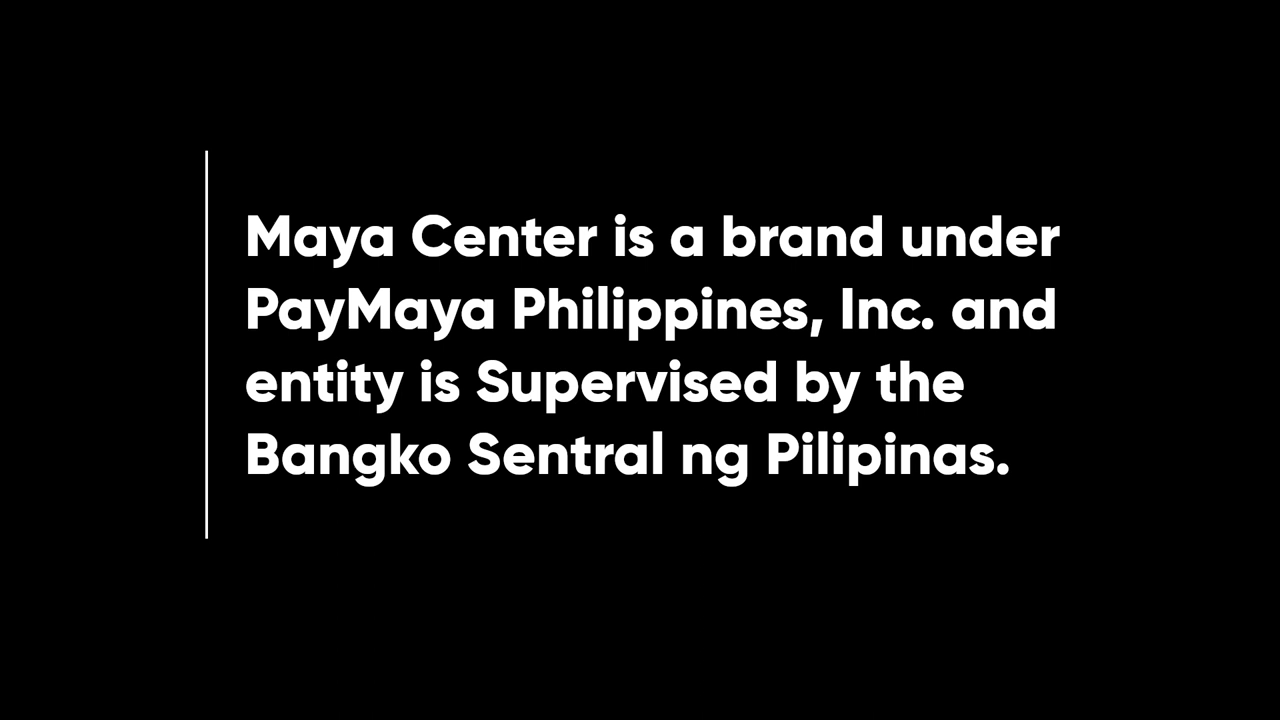 Maya Center is a brand under
PayMaya Philippines, Inc. and
entity is Supervised by the
Bangko Sentral ng Pilipinas.